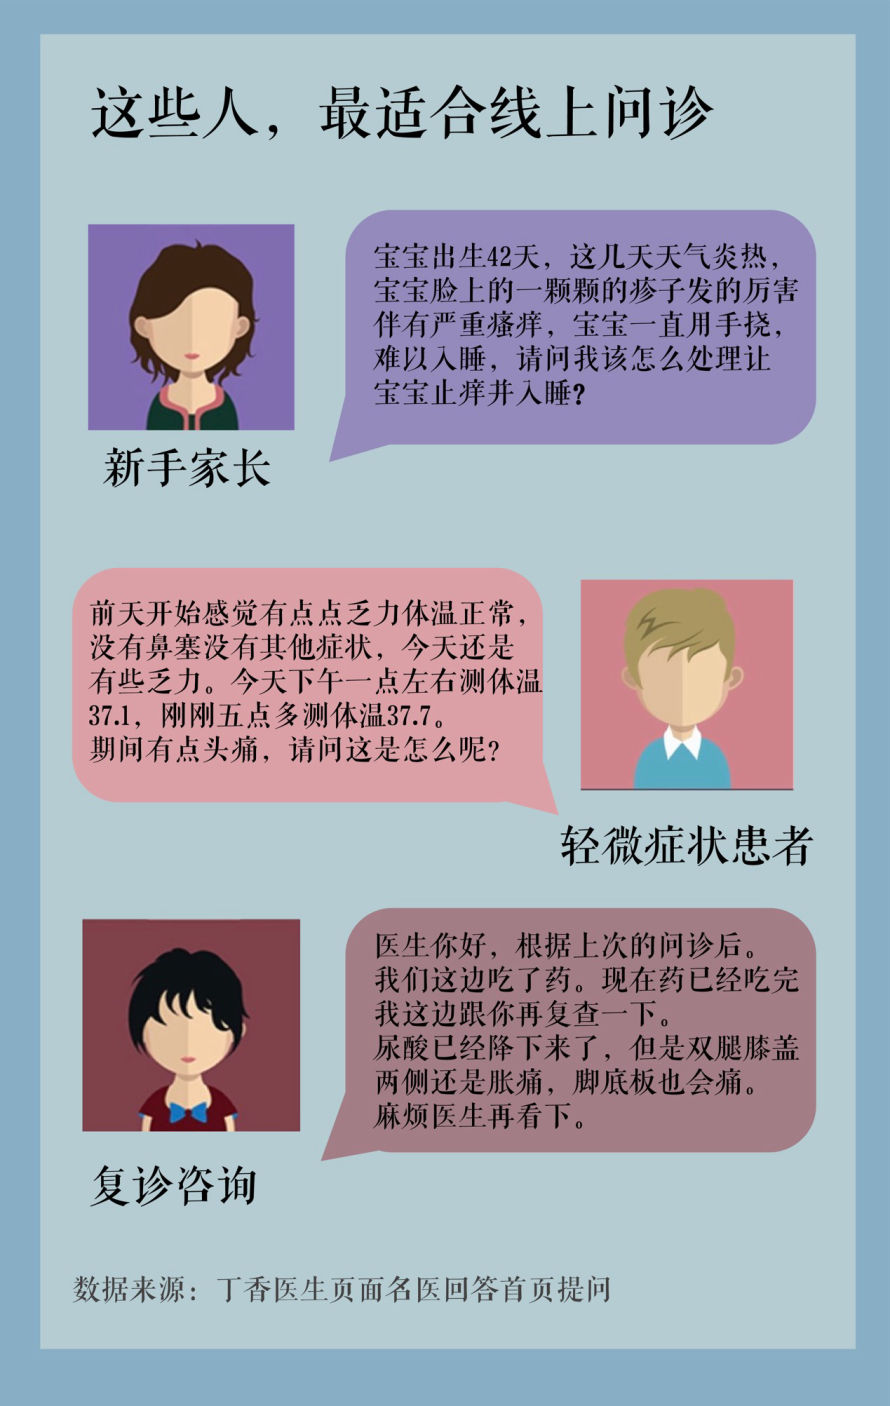 这些人，最适合线上问诊
宝宝出生42天，这几天天气炎热，
宝宝脸上的一颗颗的疹子发的厉害
伴有严重瘙痒，宝宝一直用手挠，
难以入睡，请问我该怎么处理让
宝宝止痒并入睡？
新手家长
前天开始感觉有点点乏力体温正常，
没有鼻塞没有其他症状，今天还是
有些乏力。今天下午一点左右测体温
37.1，刚刚五点多测体温37.7。
期间有点头痛，请问这是怎么呢？
轻微症状患者
医生你好，根据上次的问诊后。
我们这边吃了药。现在药已经吃完
我这边跟你再复查一下。
尿酸已经降下来了，但是双腿膝盖
两侧还是胀痛，脚底板也会痛。
麻烦医生再看下。
复诊咨询
数据来源：丁香医生页面名医回答首页提问